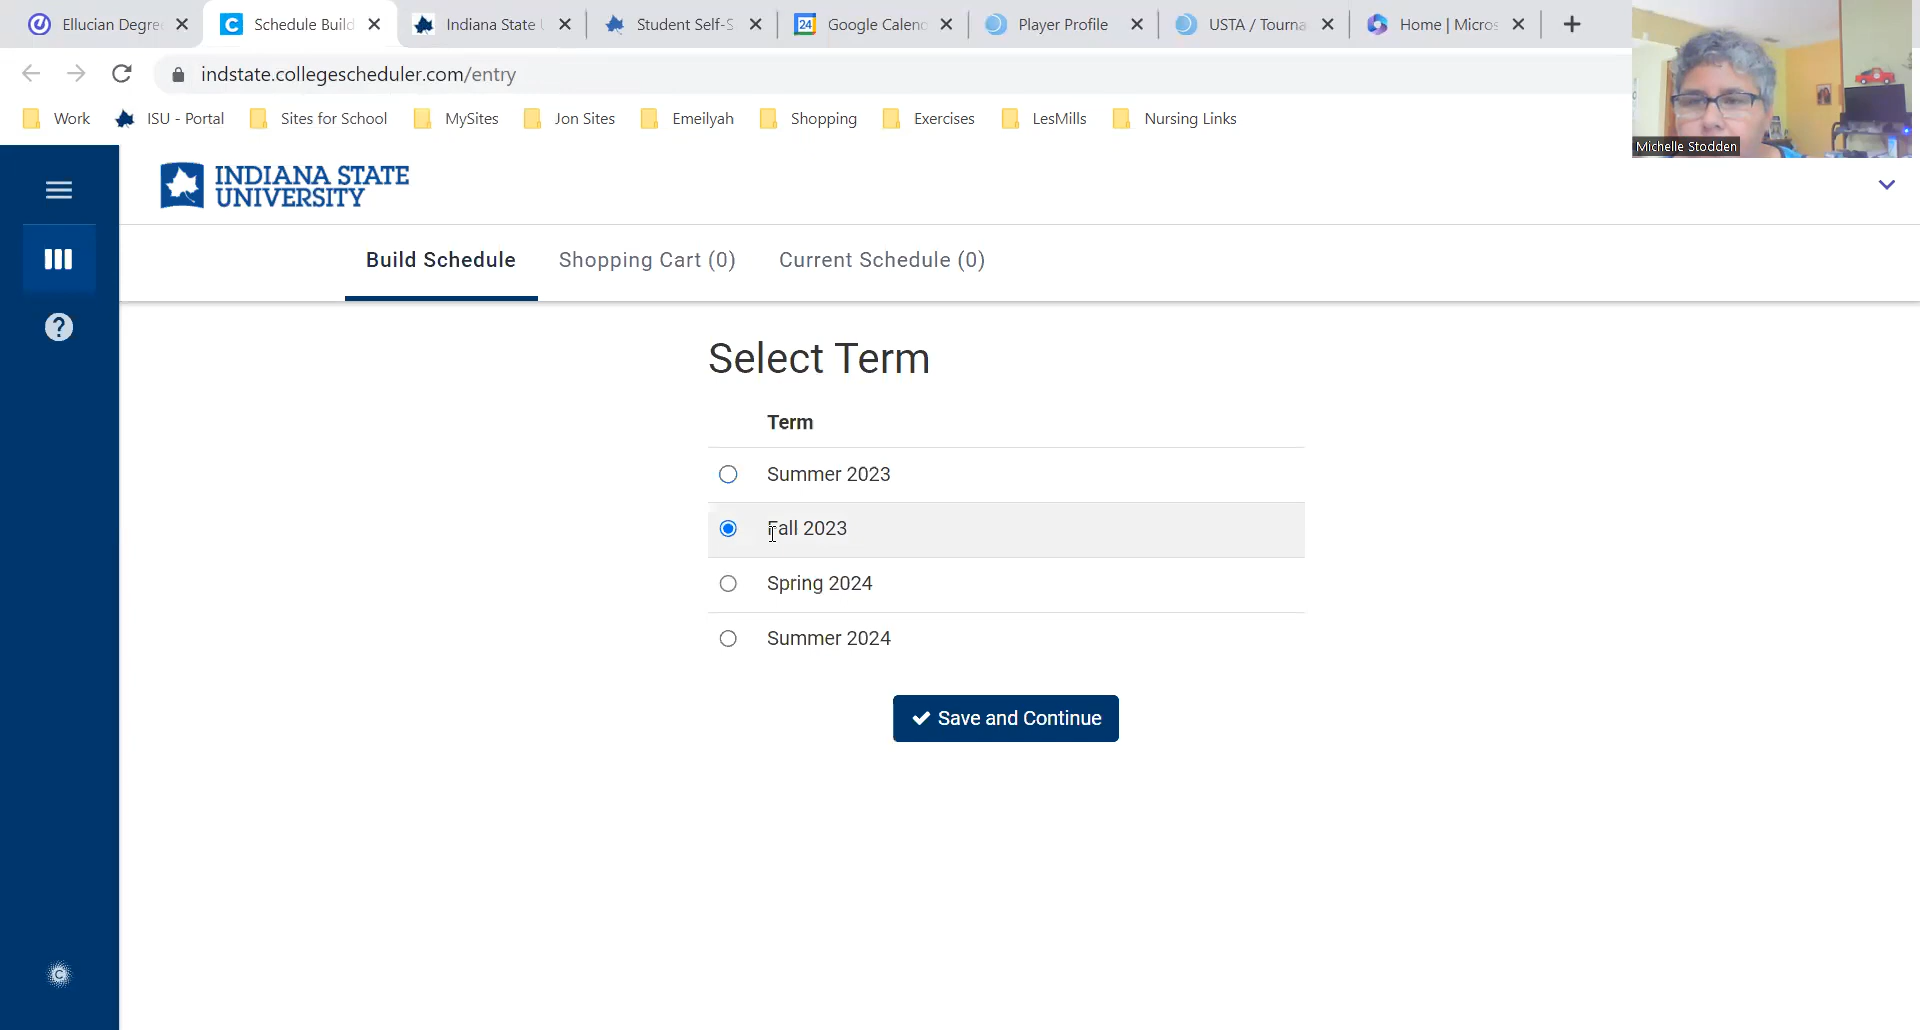 Ellucian Degre
Schedule Build
Indiana State U
Student Self-S
24
Google Calend
Player Profile
USTA / Tourna
Home | Micros
indstate.collegescheduler.com/entry
Work
ISU - Portal
Sites for School
MySites
Jon Sites
Emeilyah
Shopping
Exercises
LesMills
Nursing Links
Michelle Stodden
INDIANA STATE
UNIVERSITY
Build Schedule
Shopping Cart (0)
Current Schedule (0)
Select Term
Term
Summer 2023
Fall 2023
Spring 2024
Summer 2024
Save and Continue